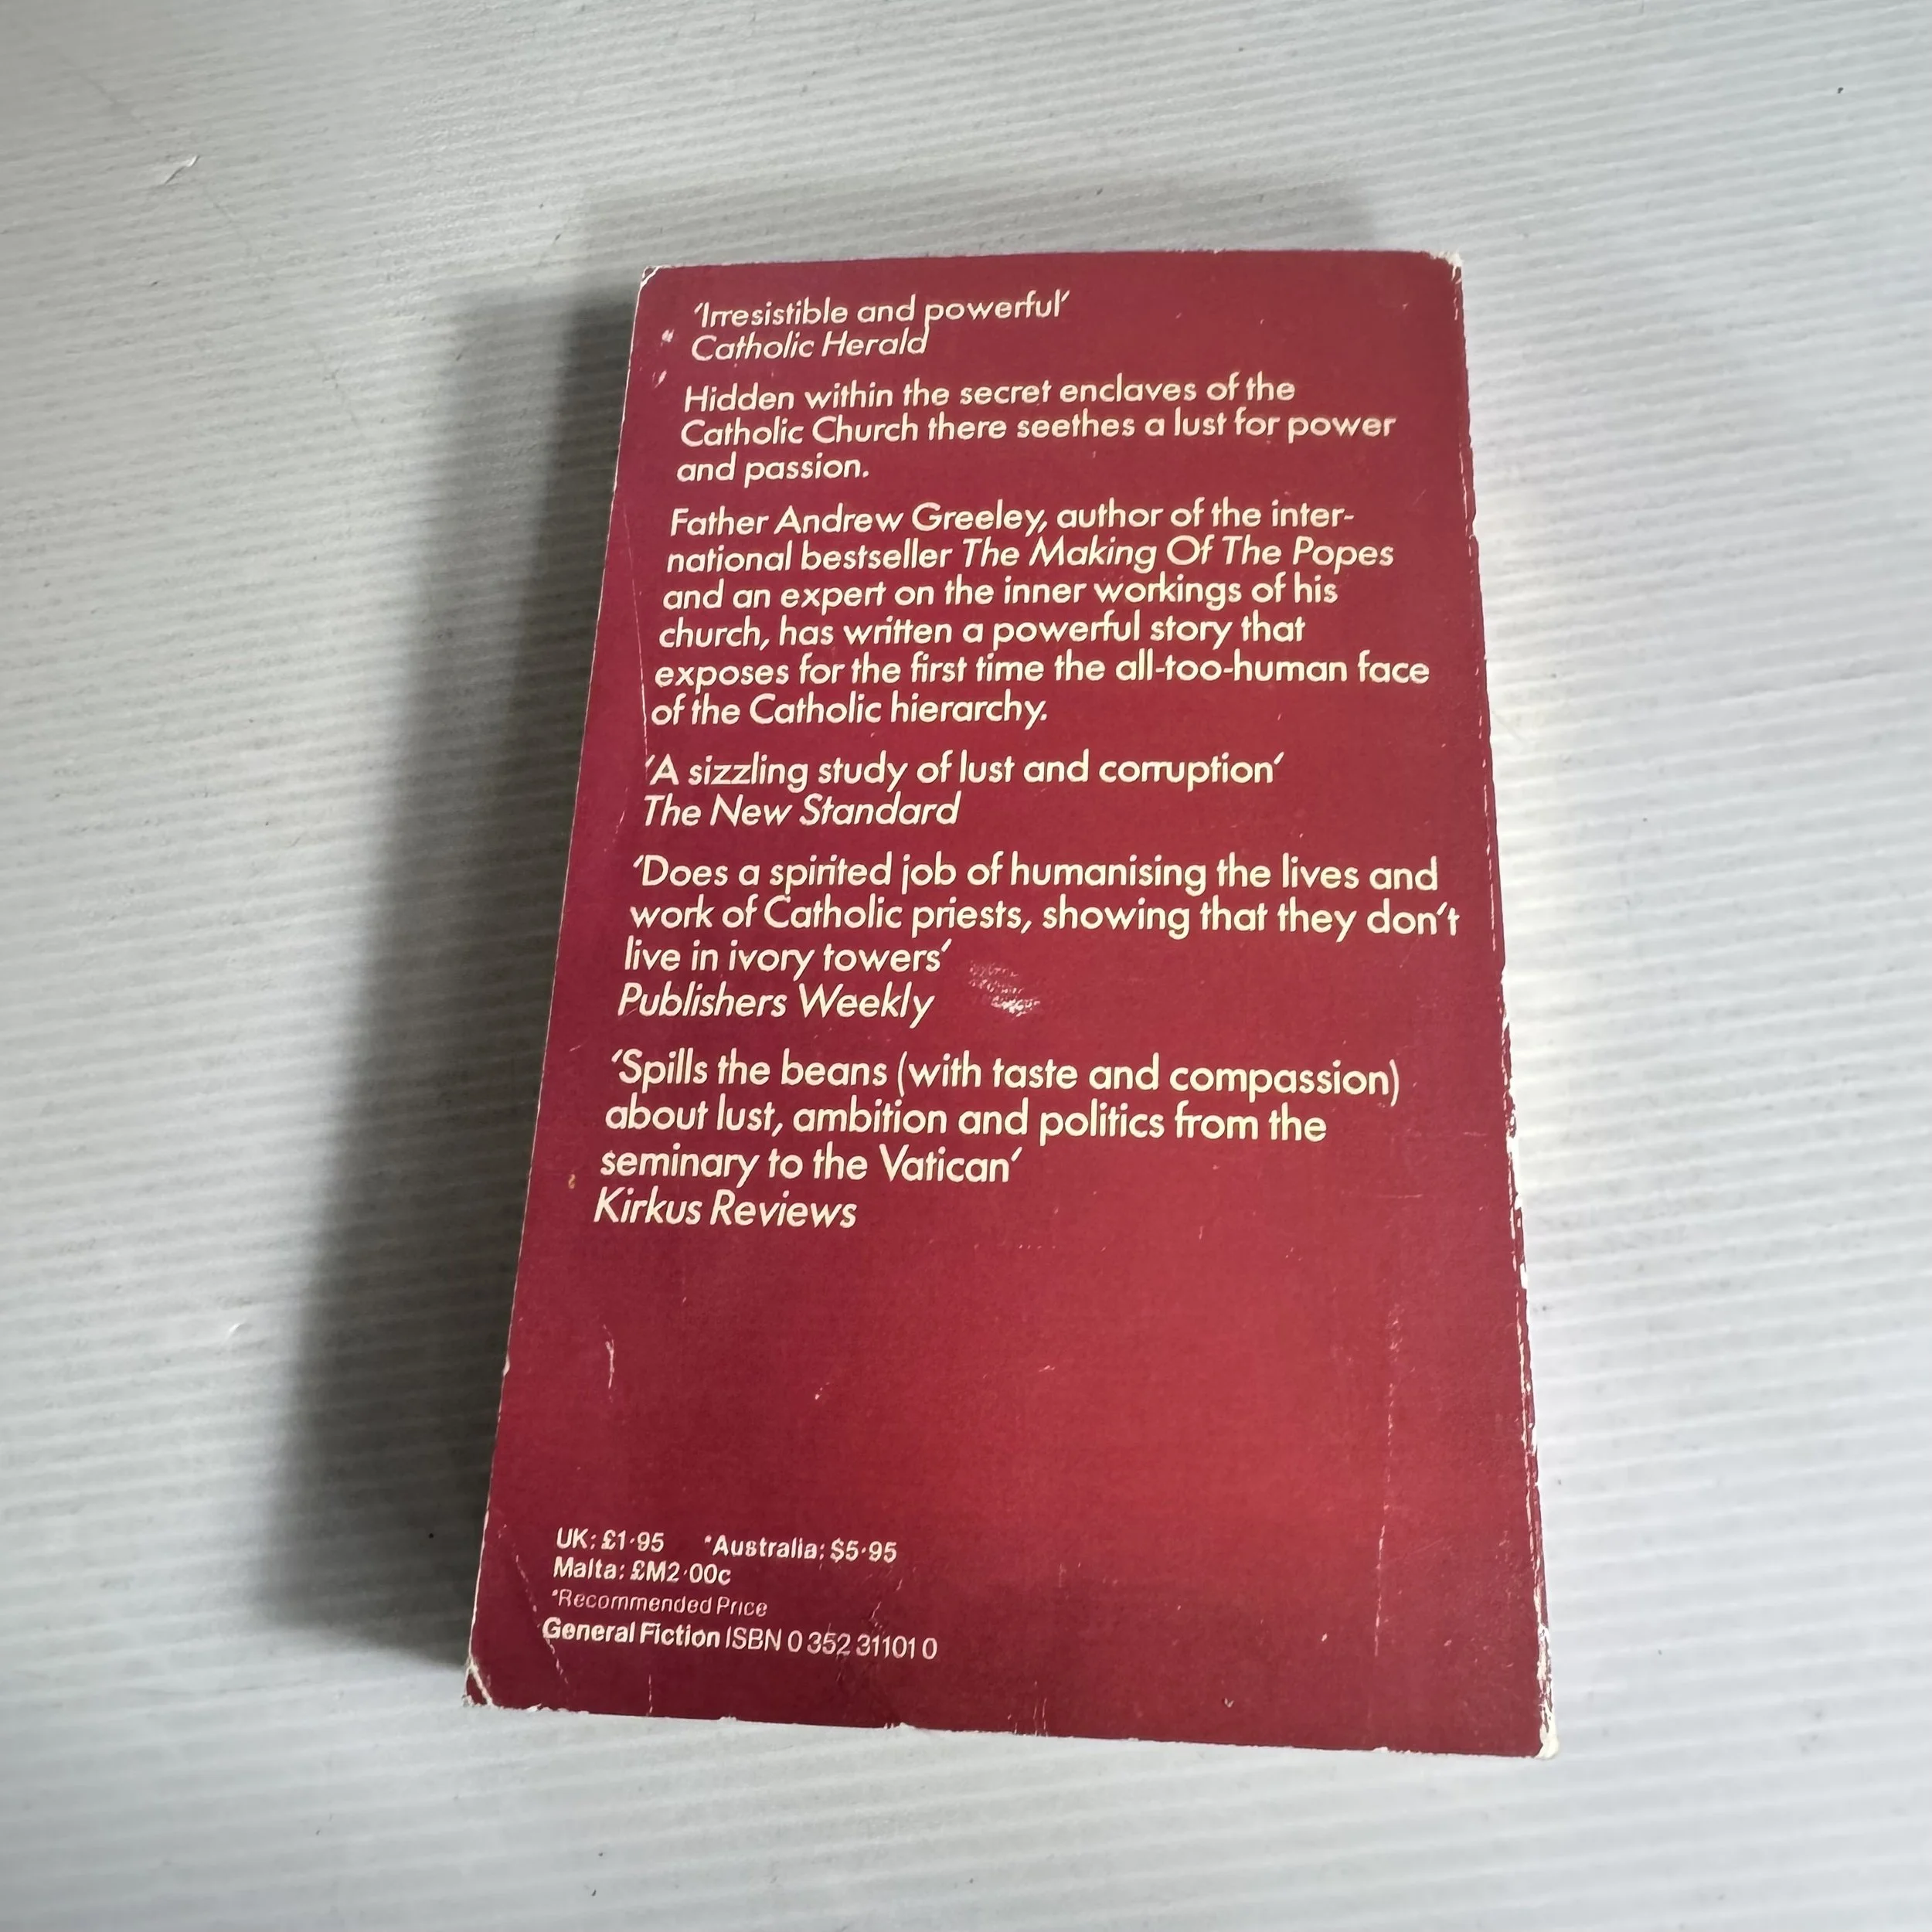 'Irresistible and powerful'
Catholic Herald
Hidden within the secret enclaves of the
Catholic Church there seethes a lust for power
and passion.
Father Andrew Greeley, author of the inter-
national bestseller The Making Of The Popes
and an expert on the inner workings of his
church, has written a powerful story that
exposes for the first time the all-too-human face
of the Catholic hierarchy.
'A sizzling study of lust and corruption'
The New Standard
'Does a spirited job of humanising the lives and
work of Catholic priests, showing that they don't
live in ivory towers'
Publishers Weekly
'Spills the beans (with taste and compassion)
about lust, ambition and politics from the
seminary to the Vatican'
Kirkus Reviews
UK: £1·95 *Australia: $5·95
Malta: £M2·00c
*Recommended Price
General Fiction ISBN 0 352 31101 0